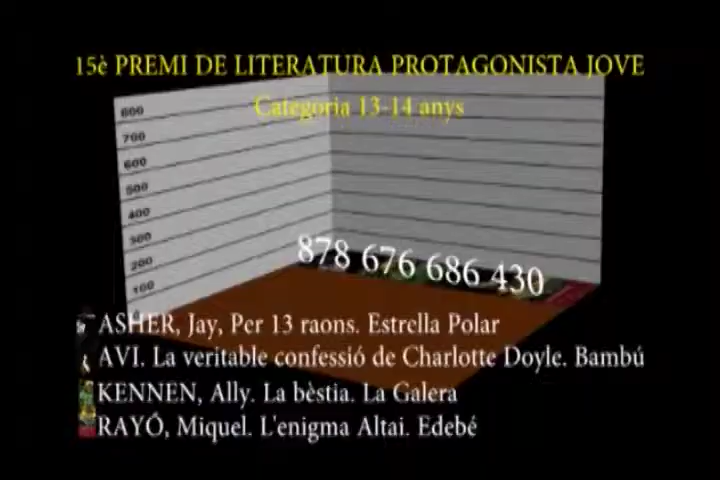 15è PREMI DE LITERATURA PROTAGONISTA JOVE
Categoria 13-14 anys
800
700
600
500
400
300
200
100
878 676 686 430
ASHER, Jay, Per 13 raons. Estrella Polar
AVI. La veritable confessió de Charlotte Doyle. Bambú
KENNEN, Ally. La bèstia. La Galera
RAYÓ, Miquel. L'enigma Altai. Edebé